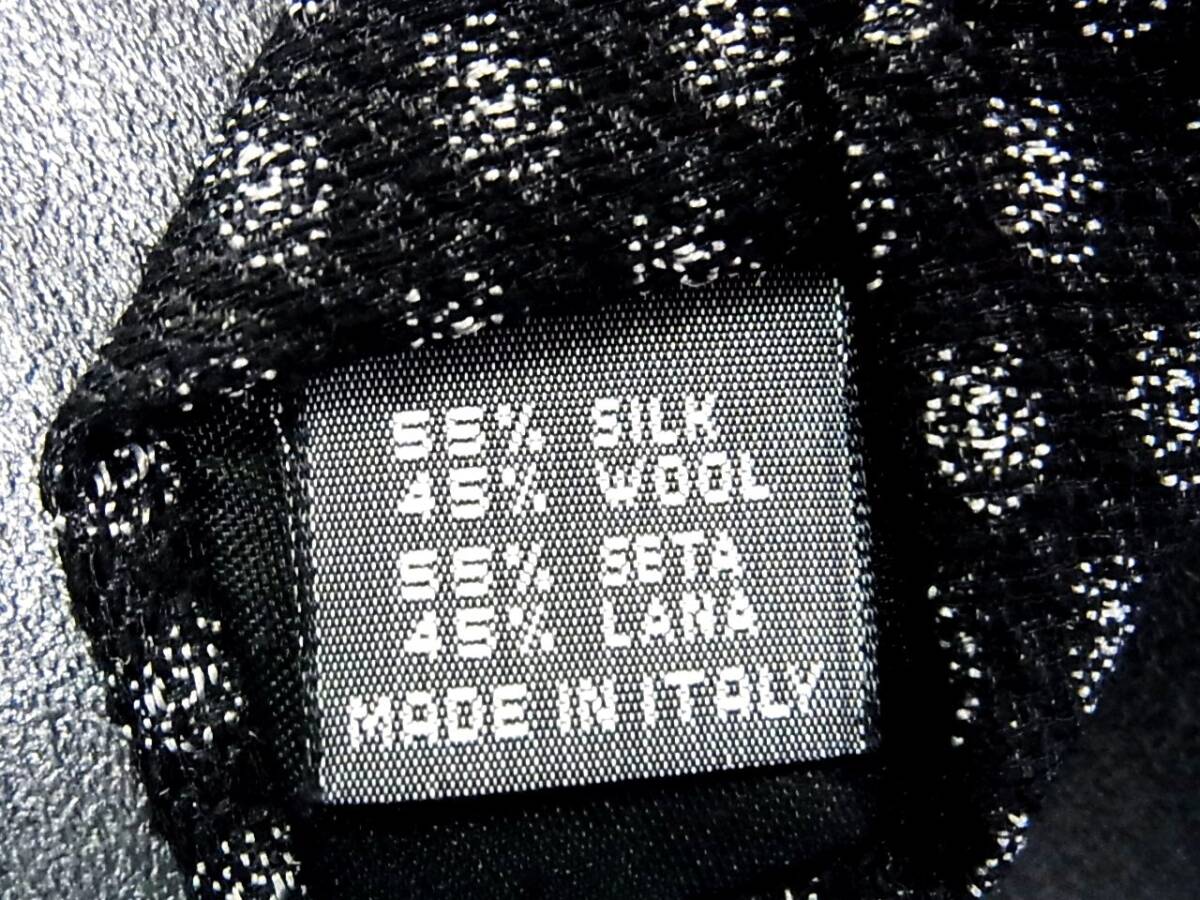 55% SILK
45% WOOL
55% SETA
45% LANA
MADE IN ITALY